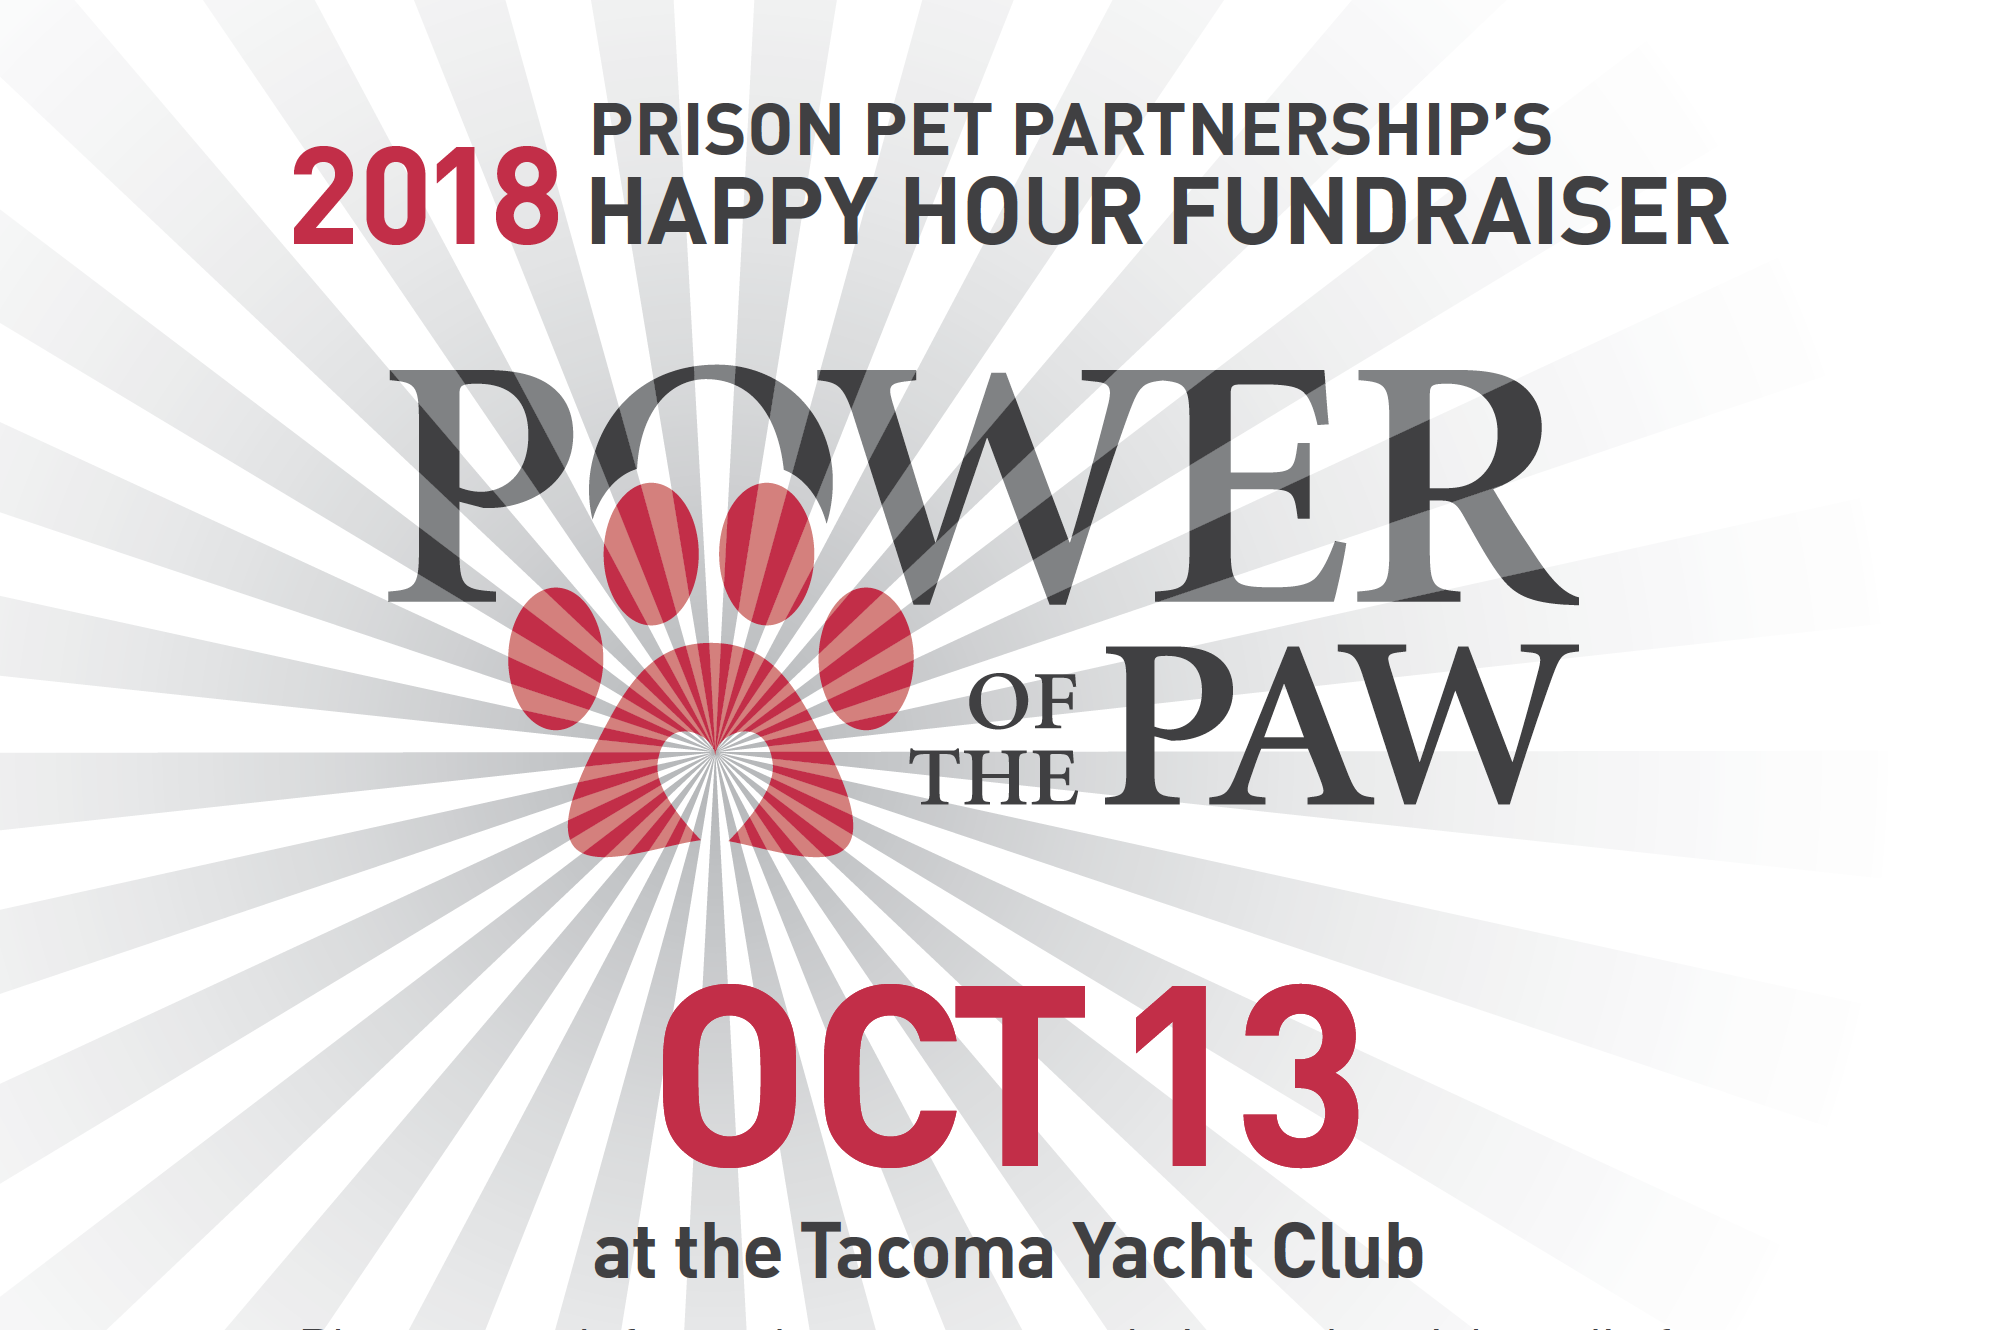 2018
PRISON PET PARTNERSHIP'S
HAPPY HOUR FUNDRAISER
POWER
OF
THE
PAW
OCT 13
at the Tacoma Yacht Club